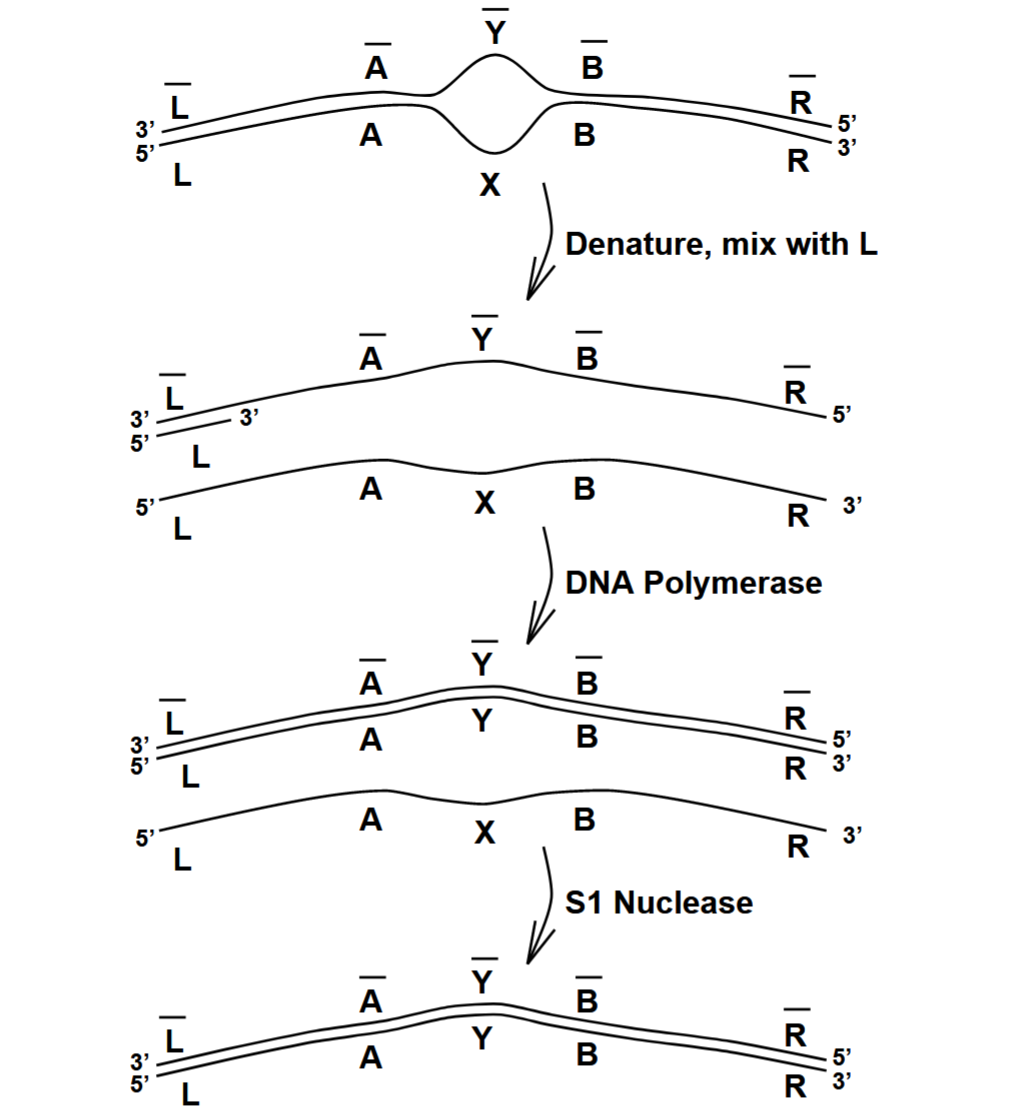 Y̅
A̅ B̅
L̅ R̅
3’ 5’
5’ 3’
A B
L R
X
Denature, mix with L
Y̅
A̅ B̅
L̅ R̅
3’ 3’ 5’
5’
L
A B
5’ X 3’
L R
DNA Polymerase
Y̅
A̅ B̅
L̅ Y R̅
3’ A B 5’
5’ R 3’
L
A B
5’ X 3’
L R
S1 Nuclease
Y̅
A̅ B̅
L̅ Y R̅
3’ A B 5’
5’ R 3’
L